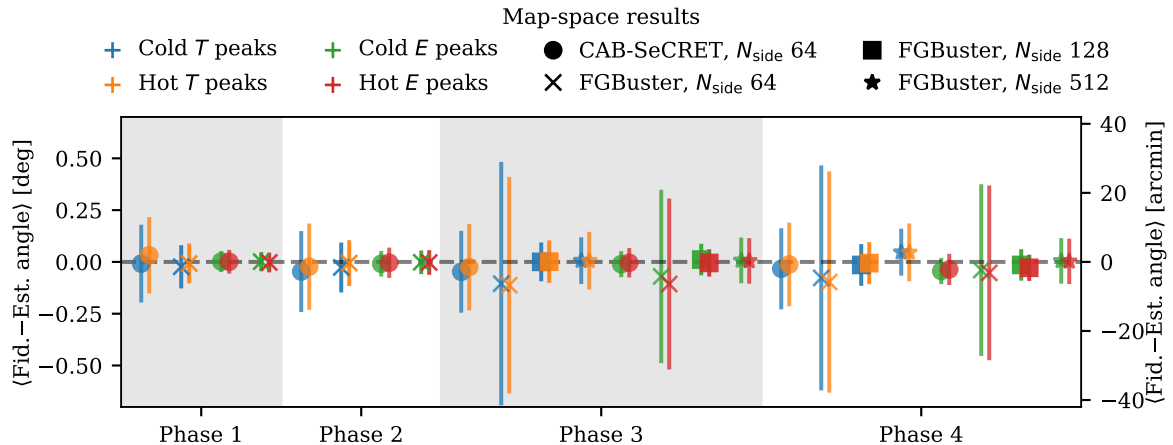 Map-space results
Cold T peaks
Cold E peaks
CAB-SeCRET, Nside 64
FGBuster, Nside 128
Hot T peaks
Hot E peaks
FGBuster, Nside 64
FGBuster, Nside 512
⟨Fid.−Est. angle⟩ [deg]
0.50
0.25
0.00
−0.25
−0.50
40
20
0
−20
−40
⟨Fid.−Est. angle⟩ [arcmin]
Phase 1
Phase 2
Phase 3
Phase 4